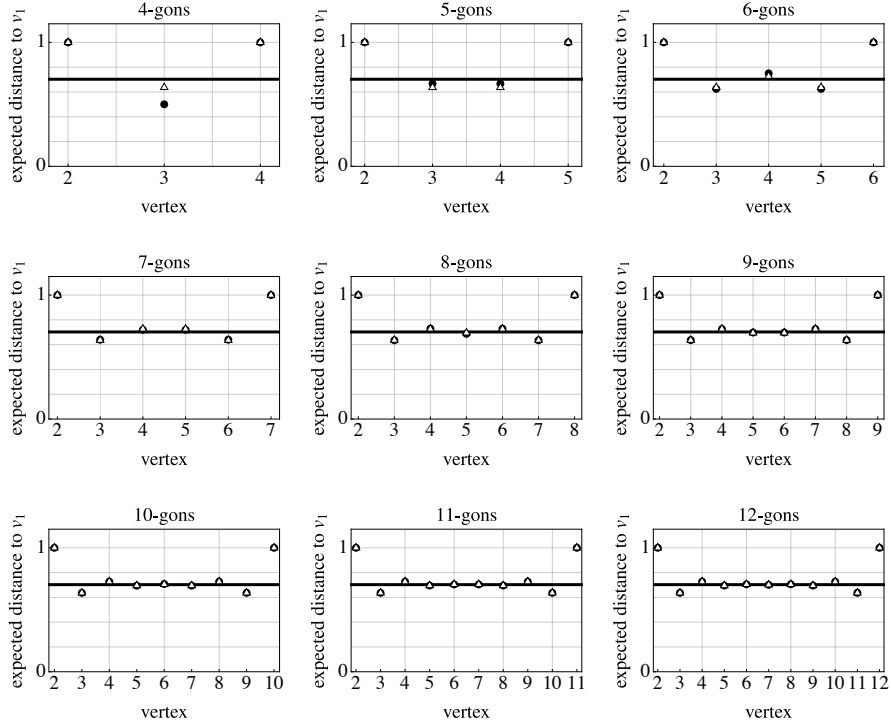 4-gons
5-gons
6-gons
expected distance to v₁
1
0
2 3 4
vertex
expected distance to v₁
1
0
2 3 4 5
vertex
expected distance to v₁
1
0
2 3 4 5 6
vertex
7-gons
8-gons
9-gons
expected distance to v₁
1
0
2 3 4 5 6 7
vertex
expected distance to v₁
1
0
2 3 4 5 6 7 8
vertex
expected distance to v₁
1
0
2 3 4 5 6 7 8 9
vertex
10-gons
11-gons
12-gons
expected distance to v₁
1
0
2 3 4 5 6 7 8 9 10
vertex
expected distance to v₁
1
0
2 3 4 5 6 7 8 9 10 11
vertex
expected distance to v₁
1
0
2 3 4 5 6 7 8 9 10 11 12
vertex